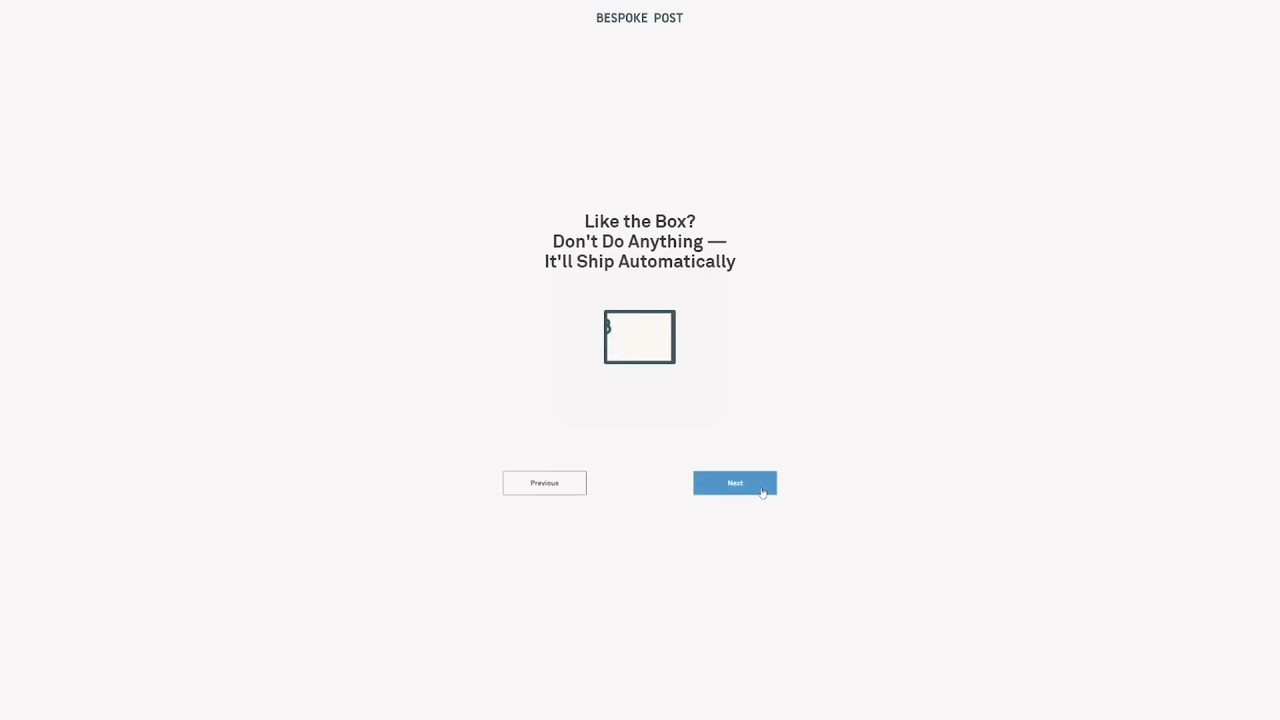 BESPOKE POST
Like the Box?
Don't Do Anything —
It'll Ship Automatically
B
Previous
Next